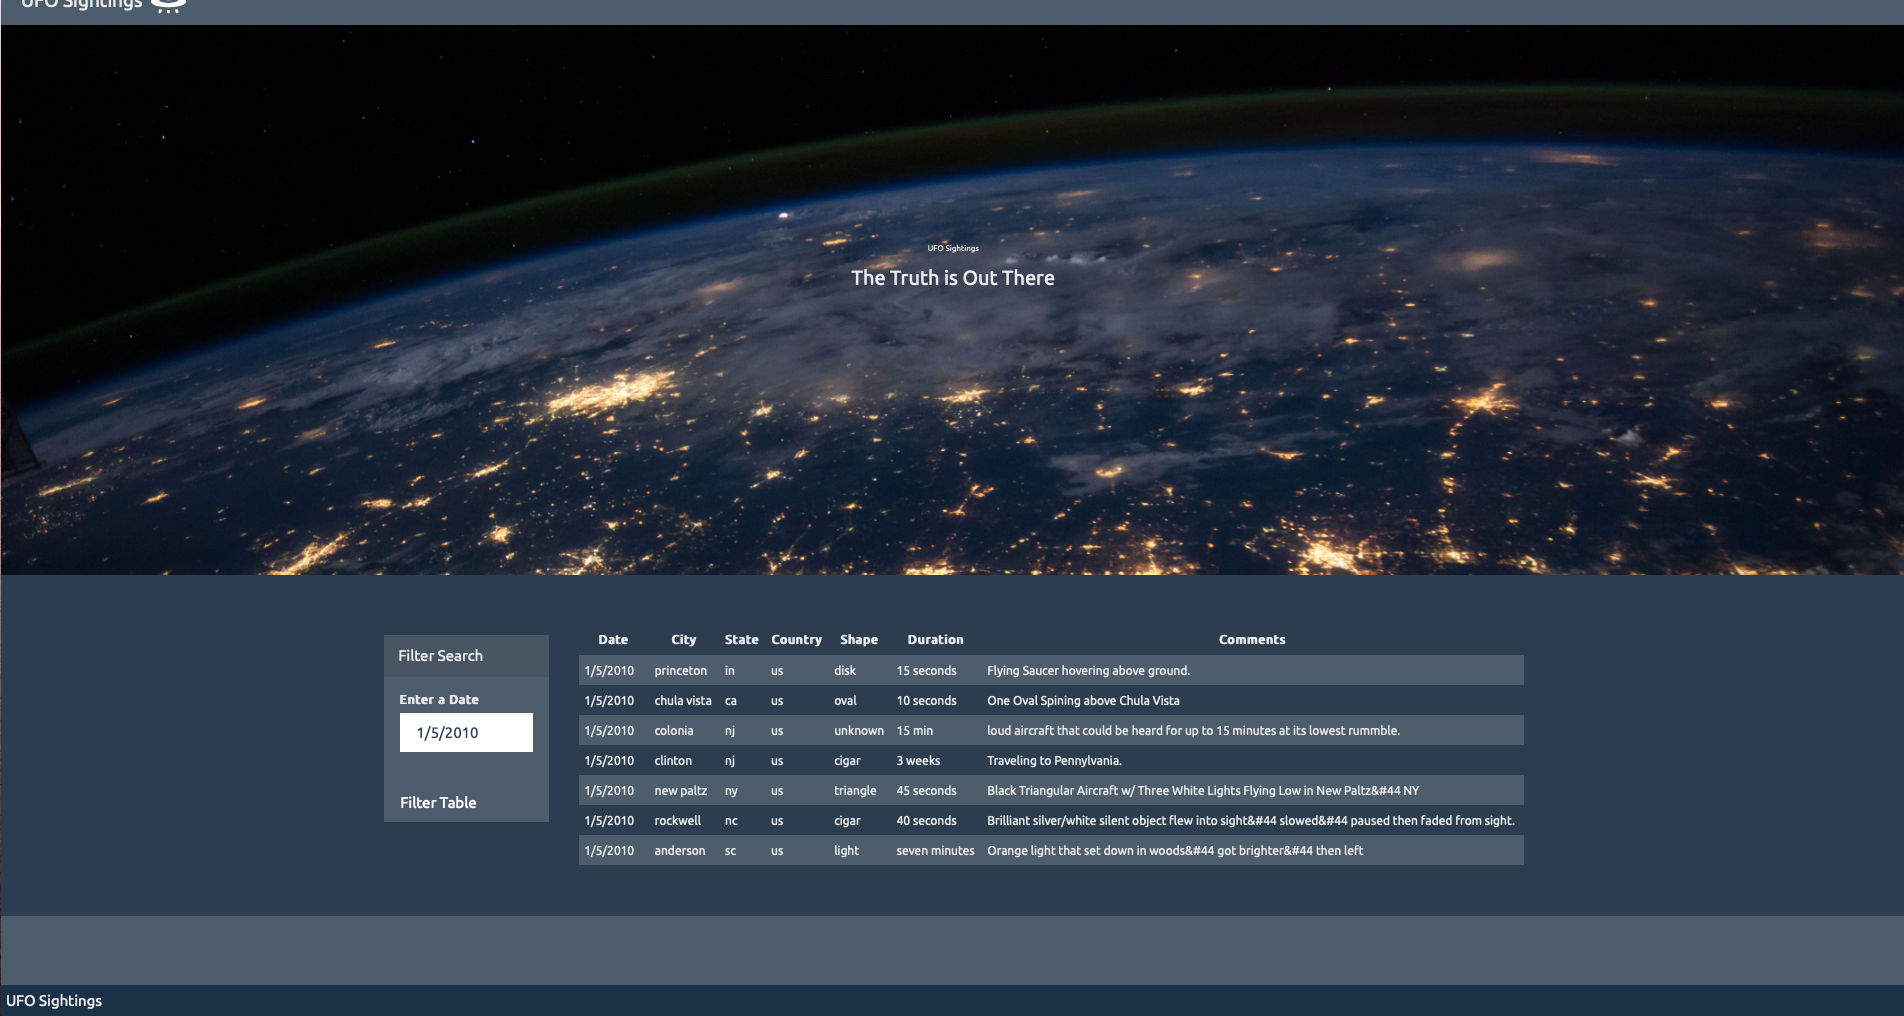 UFO Sightings
UFO Sightings
The Truth is Out There
Filter Search
Enter a Date
1/5/2010
Filter Table
Date City State Country Shape Duration Comments
1/5/2010 princeton in us disk 15 seconds Flying Saucer hovering above ground.
1/5/2010 chula vista ca us oval 10 seconds One Oval Spining above Chula Vista
1/5/2010 colonia nj us unknown 15 min loud aircraft that could be heard for up to 15 minutes at its lowest rummble.
1/5/2010 clinton nj us cigar 3 weeks Traveling to Pennylvania.
1/5/2010 new paltz ny us triangle 45 seconds Black Triangular Aircraft w/ Three White Lights Flying Low in New Paltz&#44 NY
1/5/2010 rockwell nc us cigar 40 seconds Brilliant silver/white silent object flew into sight&#44 slowed&#44 paused then faded from sight.
1/5/2010 anderson sc us light seven minutes Orange light that set down in woods&#44 got brighter&#44 then left
UFO Sightings